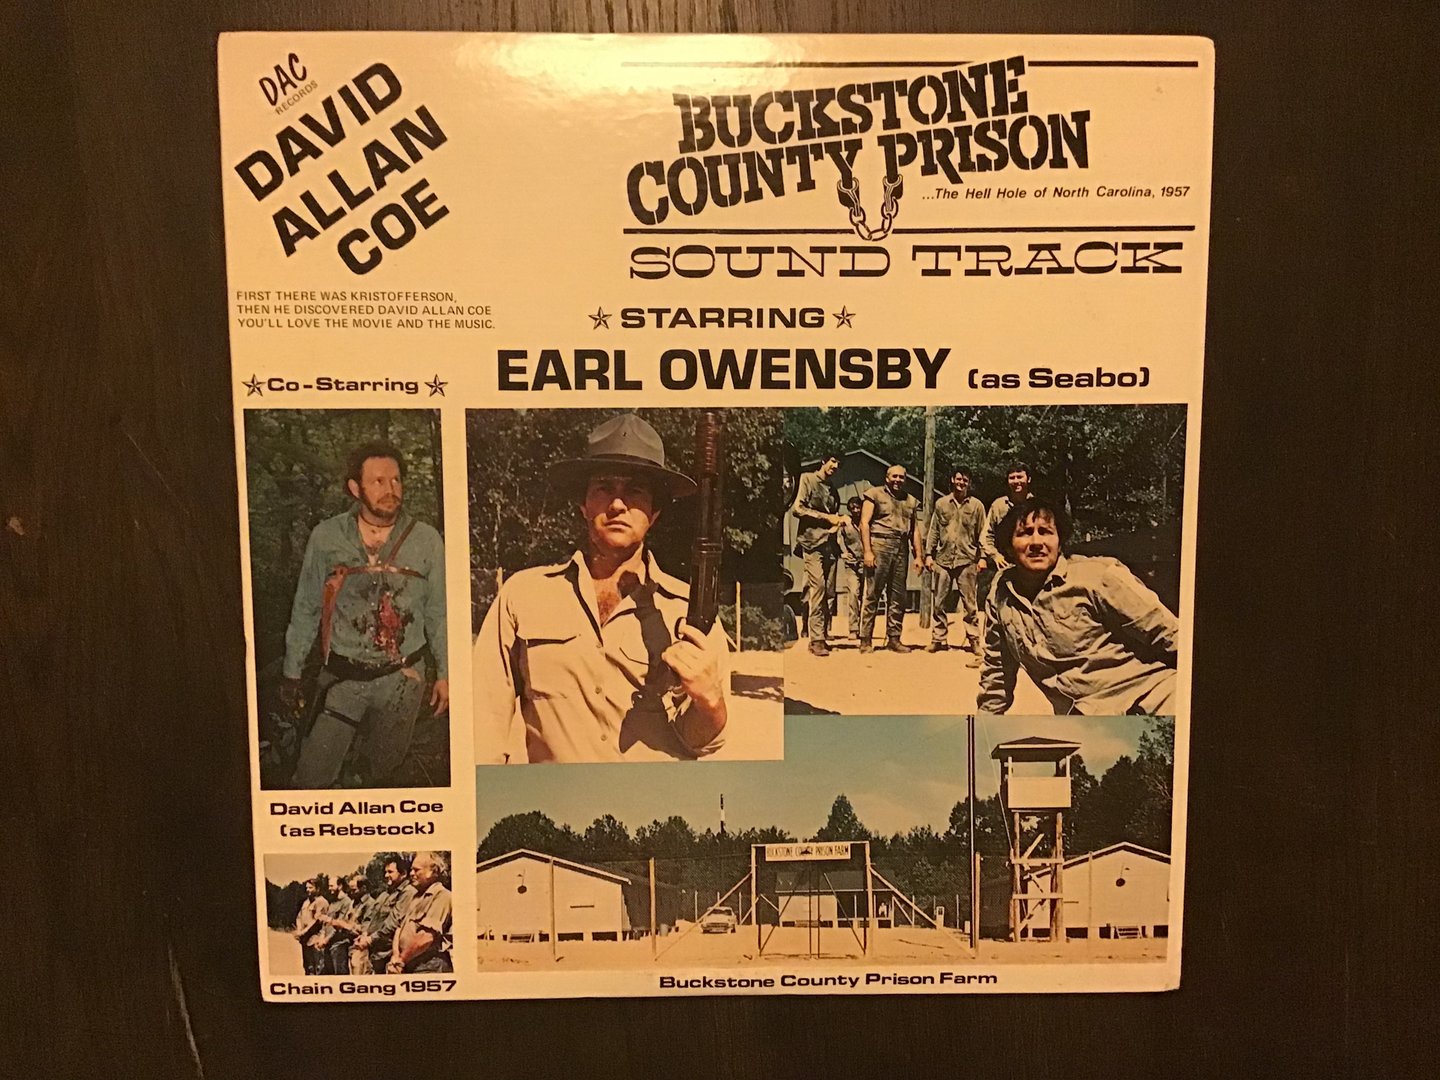 DAC
RECORDS
DAVID
ALLAN
COE
FIRST THERE WAS KRISTOFFERSON,
THEN HE DISCOVERED DAVID ALLAN COE
YOU'LL LOVE THE MOVIE AND THE MUSIC.
BUCKSTONE
COUNTY PRISON
...The Hell Hole of North Carolina, 1957
SOUND TRACK
STARRING
EARL OWENSBY (as Seabo)
Co-Starring
David Allan Coe
(as Rebstock)
Chain Gang 1957
BUCKSTONE COUNTY PRISON FARM
Buckstone County Prison Farm